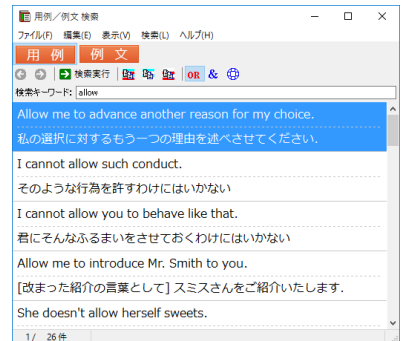 用例／例文 検索
ファイル(F) 編集(E) 表示(V) 検索(L) ヘルプ(H)
用 例 例 文
検索実行 OR &
検索キーワード: allow
Allow me to advance another reason for my choice.
私の選択に対するもう一つの理由を述べさせてください.
I cannot allow such conduct.
そのような行為を許すわけにはいかない
I cannot allow you to behave like that.
君にそんなふるまいをさせておくわけにはいかない
Allow me to introduce Mr. Smith to you.
[改まった紹介の言葉として] スミスさんをご紹介いたします.
She doesn't allow herself sweets.
1/ 26件